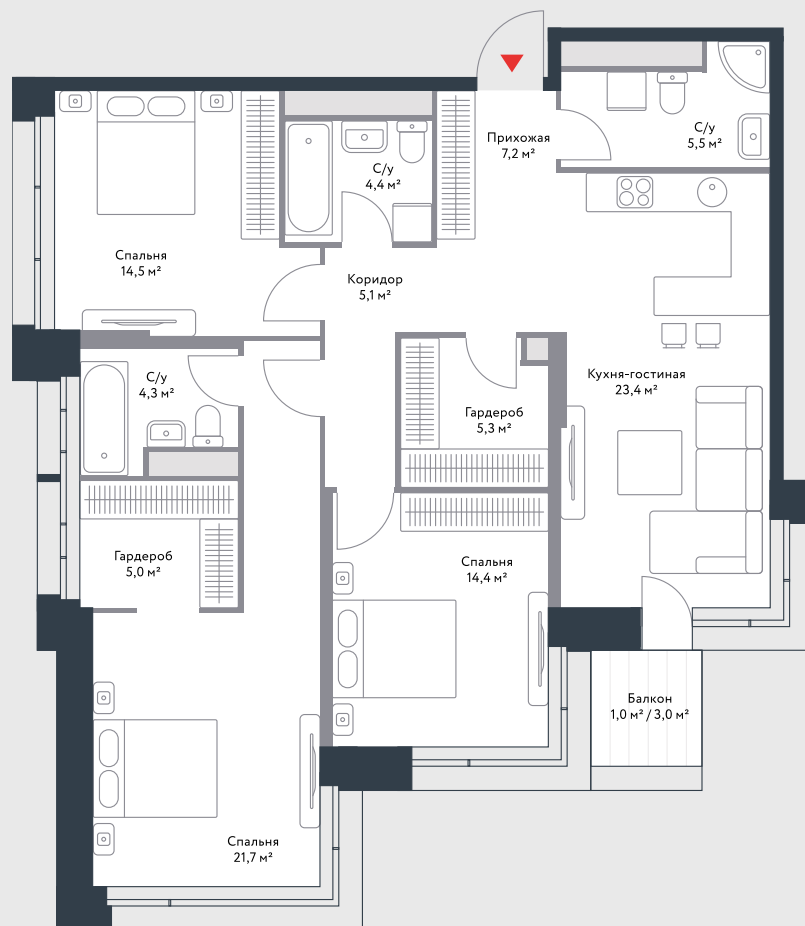 Прихожая
7,2 м²
С/у
5,5 м²
С/у
4,4 м²
Спальня
14,5 м²
Коридор
5,1 м²
С/у
4,3 м²
Кухня-гостиная
23,4 м²
Гардероб
5,3 м²
Гардероб
5,0 м²
Спальня
14,4 м²
Балкон
1,0 м² / 3,0 м²
Спальня
21,7 м²